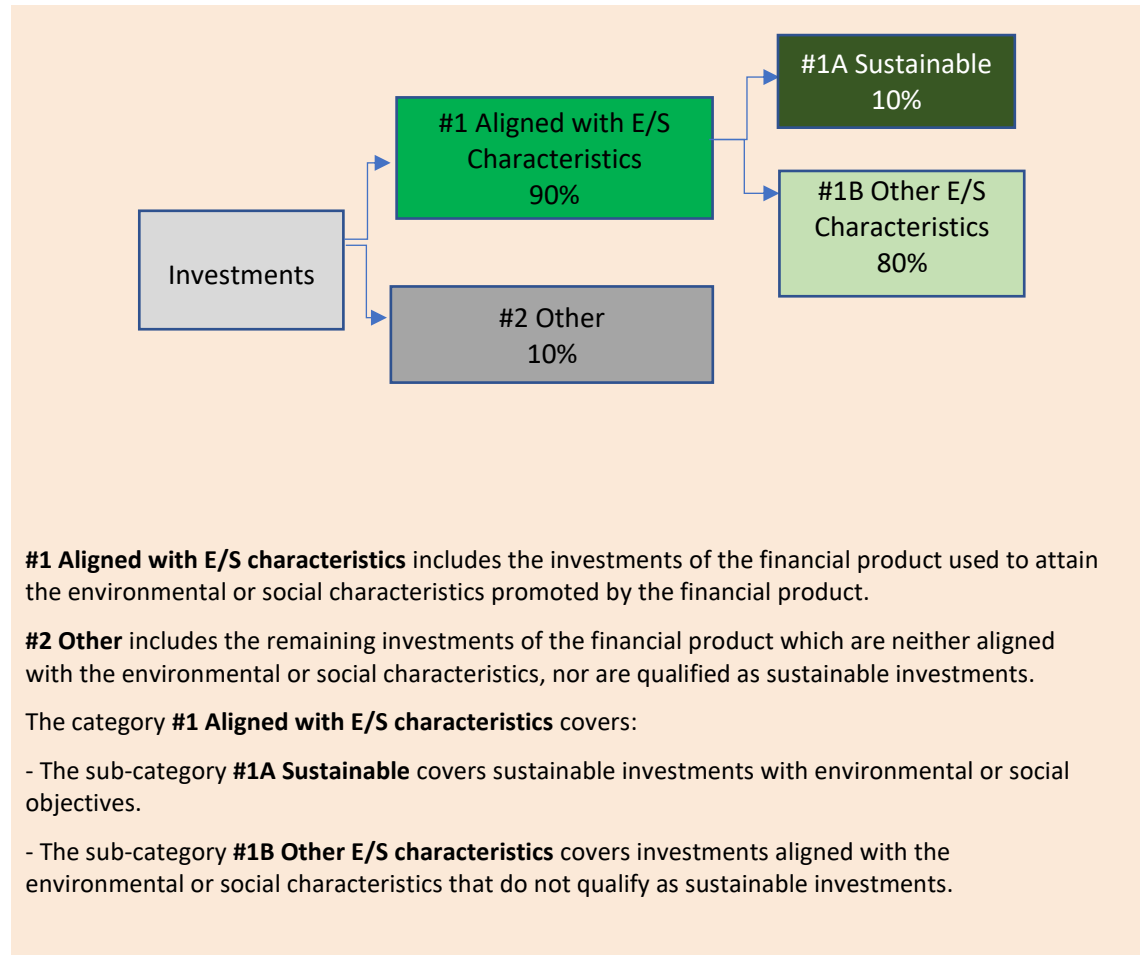 #1A Sustainable
10%
#1 Aligned with E/S
Characteristics
90%
#1B Other E/S
Characteristics
80%
Investments
#2 Other
10%
#1 Aligned with E/S characteristics includes the investments of the financial product used to attain
the environmental or social characteristics promoted by the financial product.
#2 Other includes the remaining investments of the financial product which are neither aligned
with the environmental or social characteristics, nor are qualified as sustainable investments.
The category #1 Aligned with E/S characteristics covers:
- The sub-category #1A Sustainable covers sustainable investments with environmental or social
objectives.
- The sub-category #1B Other E/S characteristics covers investments aligned with the
environmental or social characteristics that do not qualify as sustainable investments.